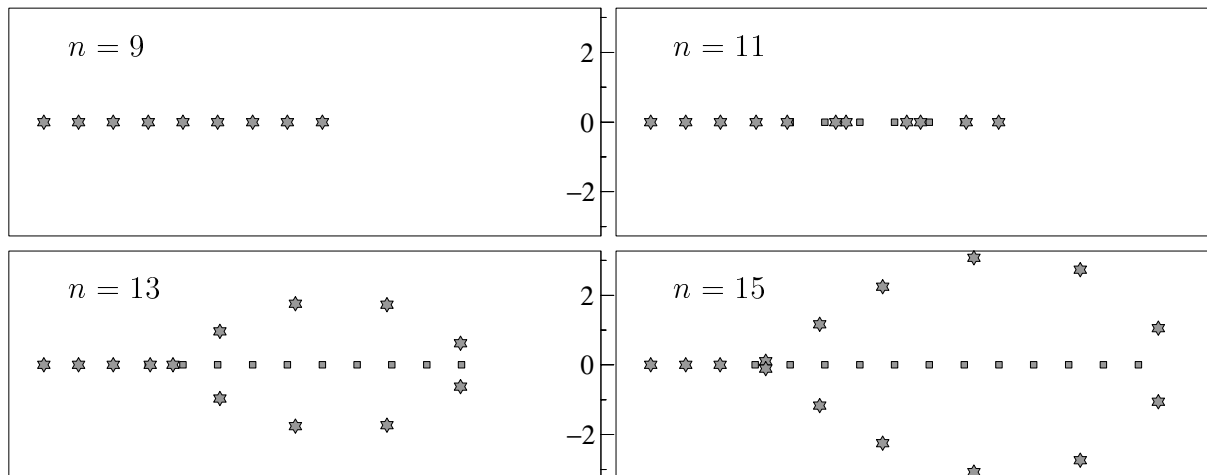 n = 9
n = 11
2
0
−2
n = 13
n = 15
2
0
−2